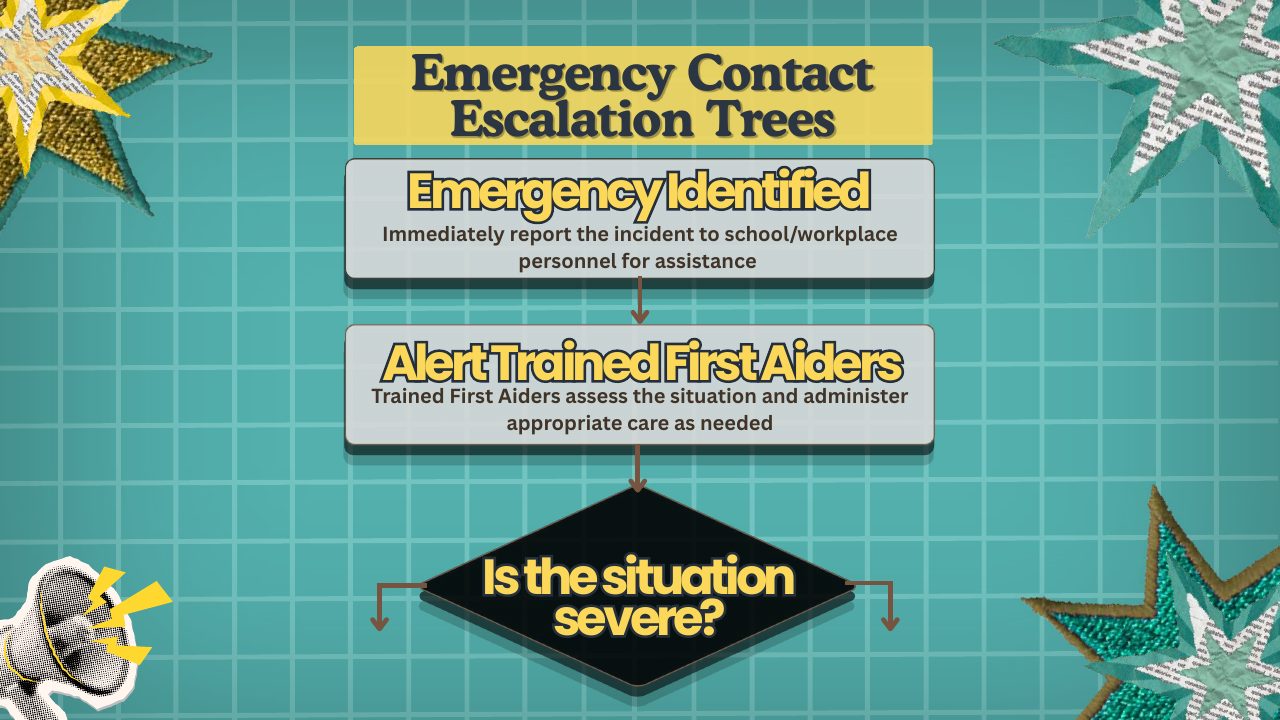 Emergency Contact
Escalation Trees
Emergency Identified
Immediately report the incident to school/workplace
personnel for assistance
Alert Trained First Aiders
Trained First Aiders assess the situation and administer
appropriate care as needed
Is the situation
severe?